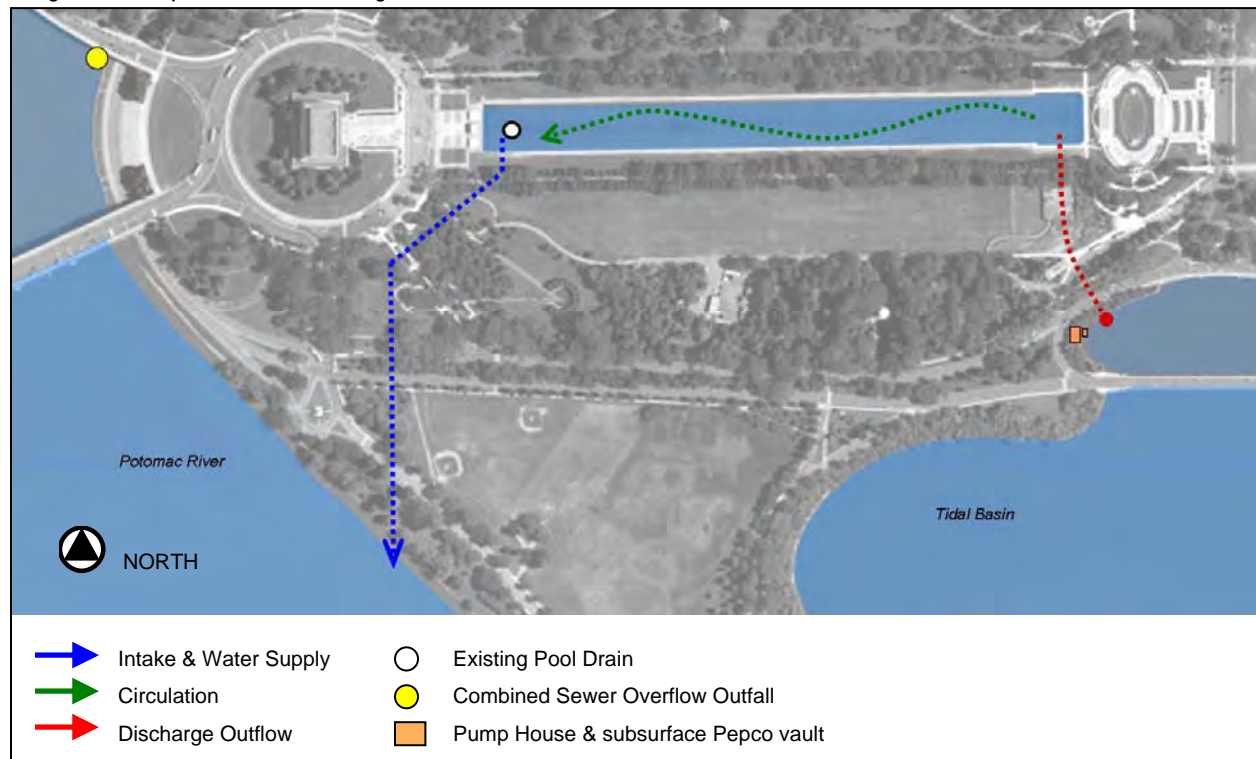 Potomac River
Tidal Basin
NORTH
Intake & Water Supply
Existing Pool Drain
Circulation
Combined Sewer Overflow Outfall
Discharge Outflow
Pump House & subsurface Pepco vault